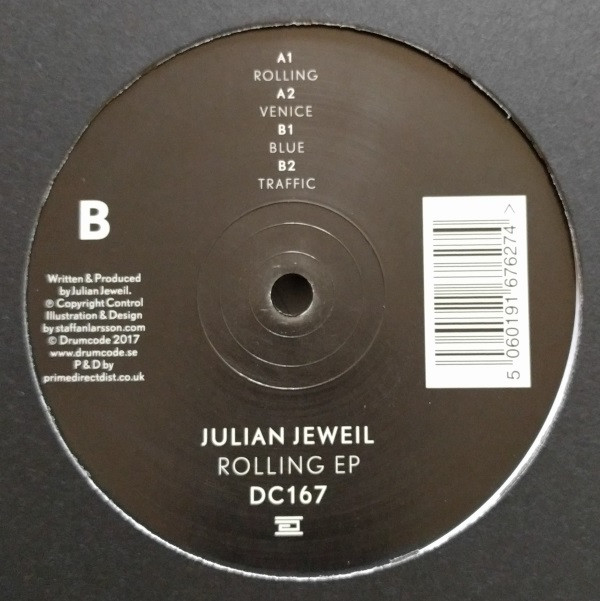 A1
ROLLING
A2
VENICE
B1
BLUE
B2
TRAFFIC
B
Written & Produced
by Julian Jeweil.
℗ Copyright Control
Illustration & Design
by staffanlarsson.com
© Drumcode 2017
www.drumcode.se
P & D by
primedirectdist.co.uk
5 060191 676274 >
JULIAN JEWEIL
ROLLING EP
DC167